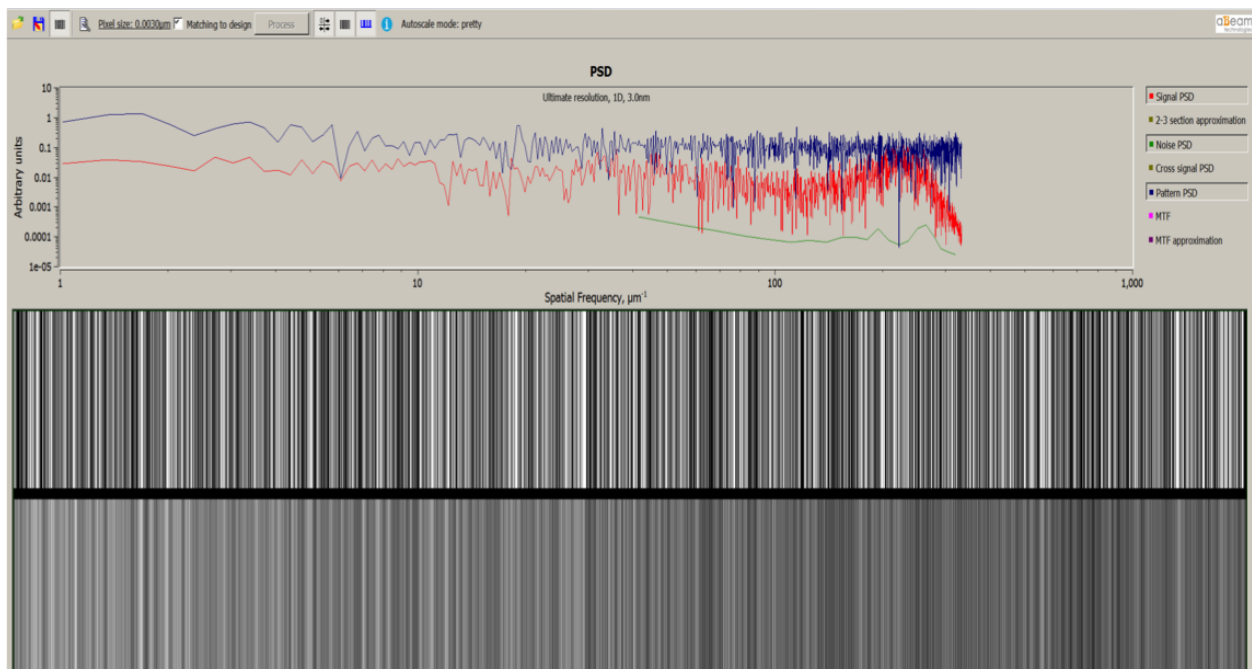 Pixel size: 0.0030µm Matching to design Process Autoscale mode: pretty
aBeam
technologies
PSD
Ultimate resolution, 1D, 3.0nm
Arbitrary units
10
1
0.1
0.01
0.001
0.0001
1e-05
1 10 100 1,000
Spatial Frequency, µm⁻¹
Signal PSD
2-3 section approximation
Noise PSD
Cross signal PSD
Pattern PSD
MTF
MTF approximation